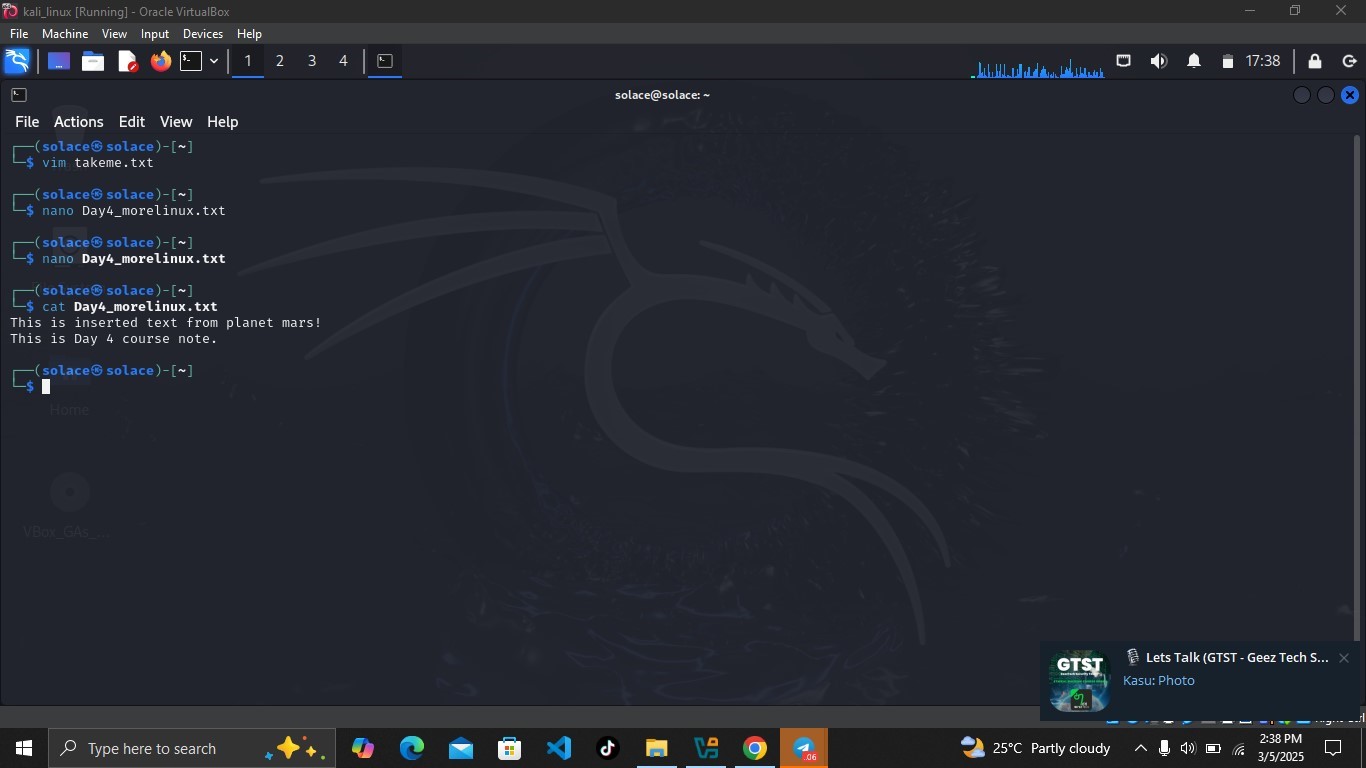 kali_linux [Running] - Oracle VirtualBox
File Machine View Input Devices Help
1 2 3 4
17:38
solace@solace: ~
File Actions Edit View Help
┌──(solace㉿solace)-[~]
└─$ vim takeme.txt
┌──(solace㉿solace)-[~]
└─$ nano Day4_morelinux.txt
┌──(solace㉿solace)-[~]
└─$ nano Day4_morelinux.txt
┌──(solace㉿solace)-[~]
└─$ cat Day4_morelinux.txt
This is inserted text from planet mars!
This is Day 4 course note.
┌──(solace㉿solace)-[~]
└─$
Home
VBox_GAs_...
GTST
Lets Talk (GTST - Geez Tech S...
Kasu: Photo
Right Ctrl
Type here to search
.06
25°C Partly cloudy
2:38 PM
3/5/2025